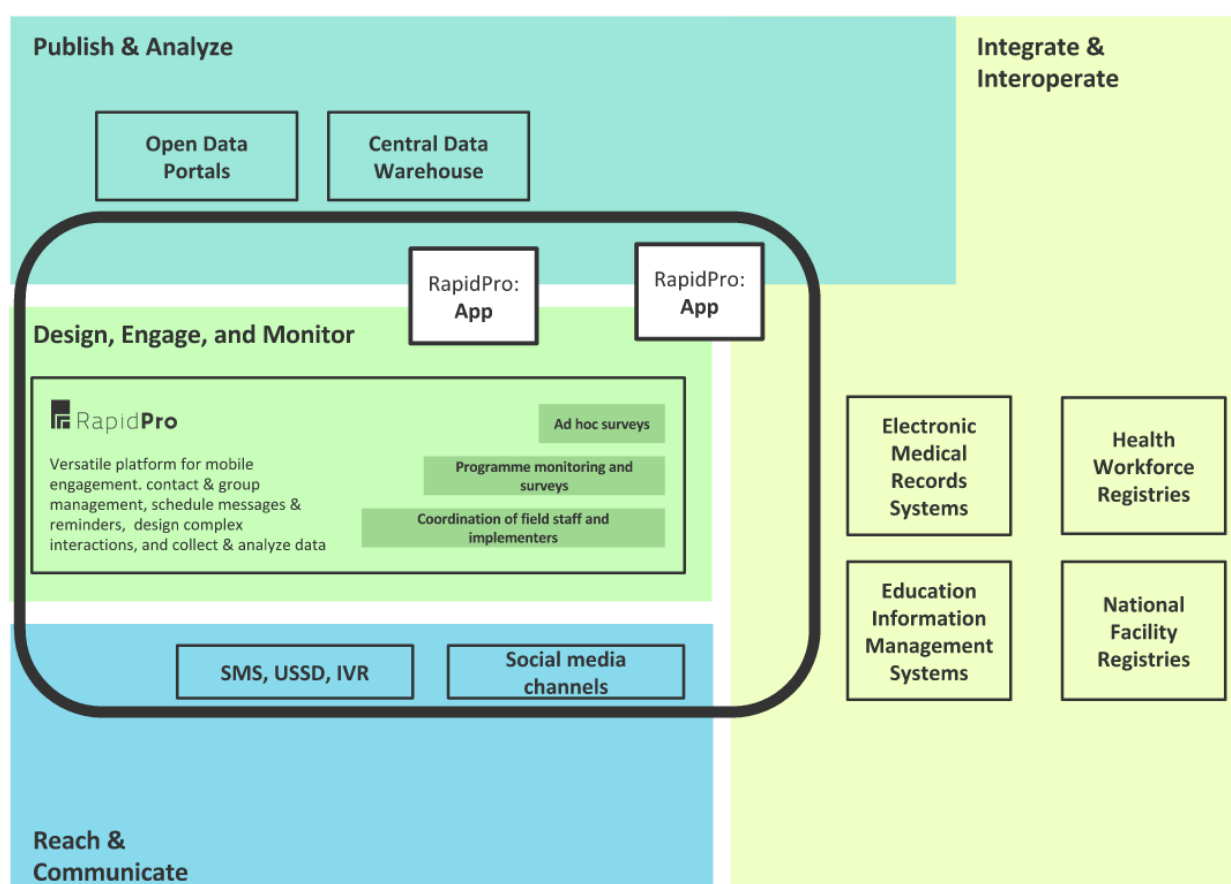 Publish & Analyze
Integrate &
Interoperate
Open Data
Portals
Central Data
Warehouse
RapidPro:
App
RapidPro:
App
Design, Engage, and Monitor
RapidPro
Versatile platform for mobile
engagement. contact & group
management, schedule messages &
reminders, design complex
interactions, and collect & analyze data
Ad hoc surveys
Programme monitoring and
surveys
Coordination of field staff and
implementers
Electronic
Medical
Records
Systems
Health
Workforce
Registries
Education
Information
Management
Systems
National
Facility
Registries
SMS, USSD, IVR
Social media
channels
Reach &
Communicate